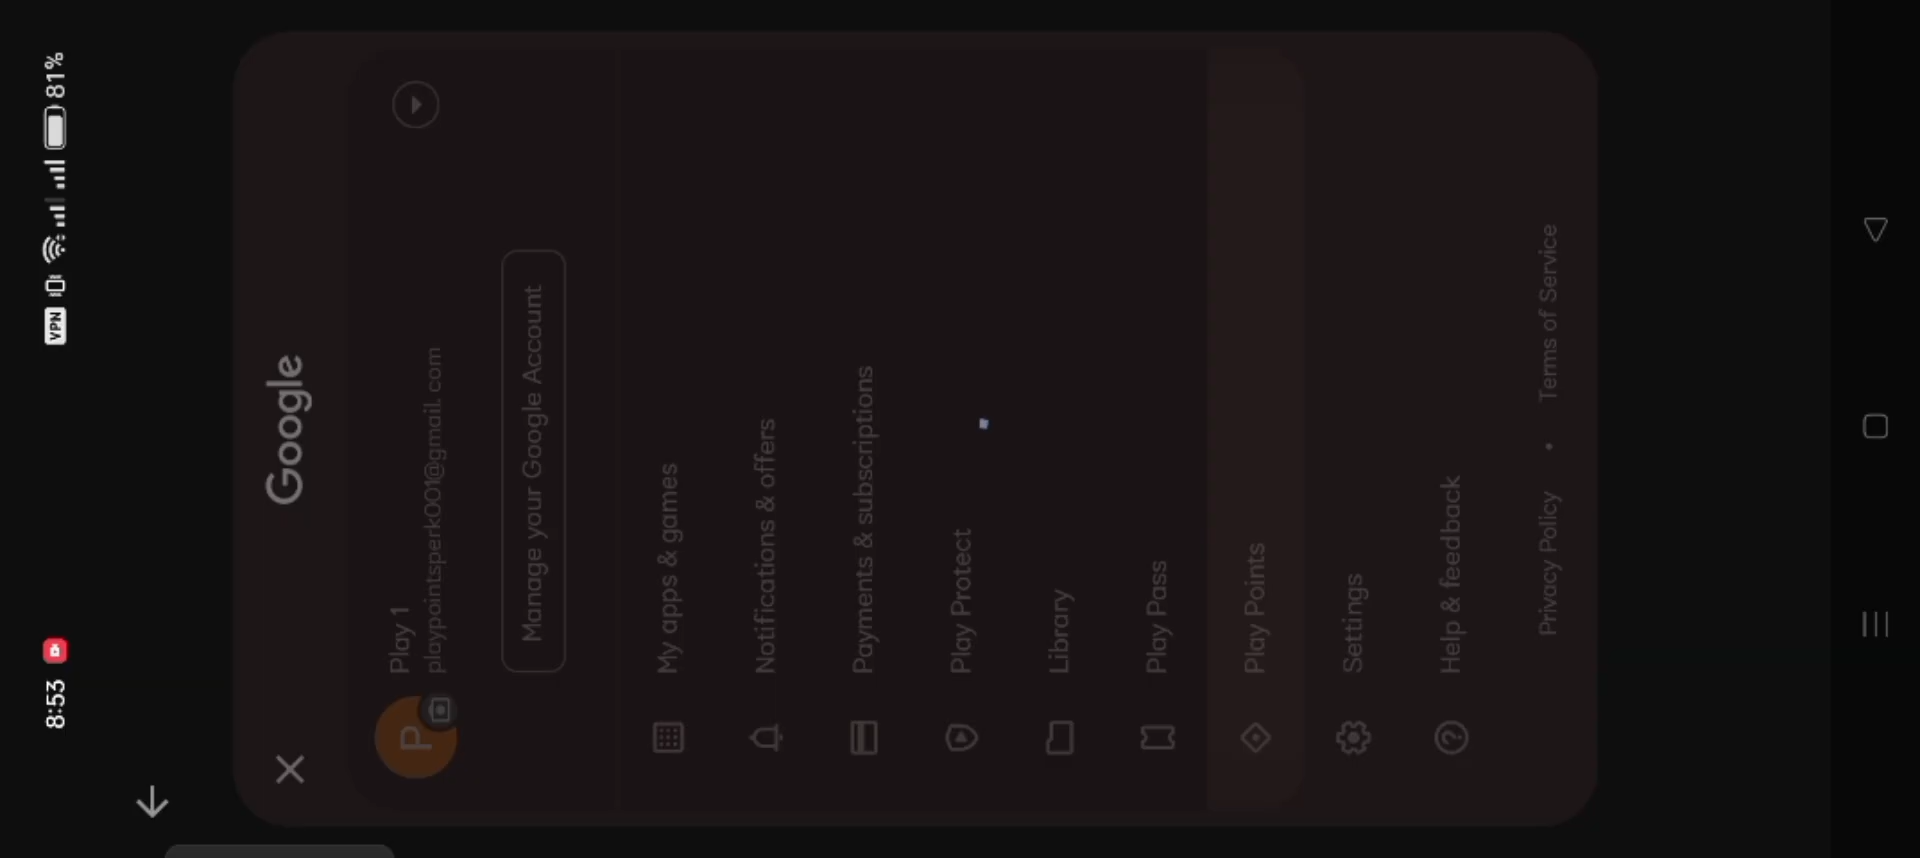 8:53
VPN
81%
Google
P
Play 1
playpointsperk001@gmail.com
Manage your Google Account
My apps & games
Notifications & offers
Payments & subscriptions
Play Protect
Library
Play Pass
Play Points
Settings
Help & feedback
Privacy Policy • Terms of Service